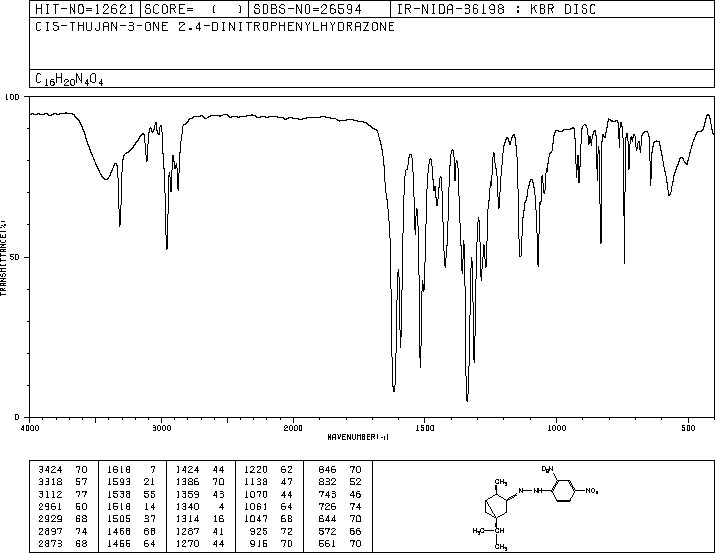 HIT-NO=12621 SCORE= ( ) SDBS-NO=26594 IR-NIDA-36198 : KBR DISC
CIS-THUJAN-3-ONE 2,4-DINITROPHENYLHYDRAZONE
C16H20N4O4
100
50
0
TRANSMITTANCE(%)
4000 3000 2000 1500 1000 500
WAVENUMBER(-1)
3424 70 1618 7 1424 44 1220 62 846 70
3318 57 1593 21 1386 70 1138 47 832 52
3112 77 1538 55 1359 43 1070 44 743 46
2961 50 1518 14 1340 4 1061 64 726 74
2929 68 1505 37 1314 16 1047 68 644 70
2897 74 1468 68 1287 41 925 72 572 66
2873 68 1455 64 1270 44 915 70 561 70
O2N
CH3
N NH
NO2
H3C
CH
CH3